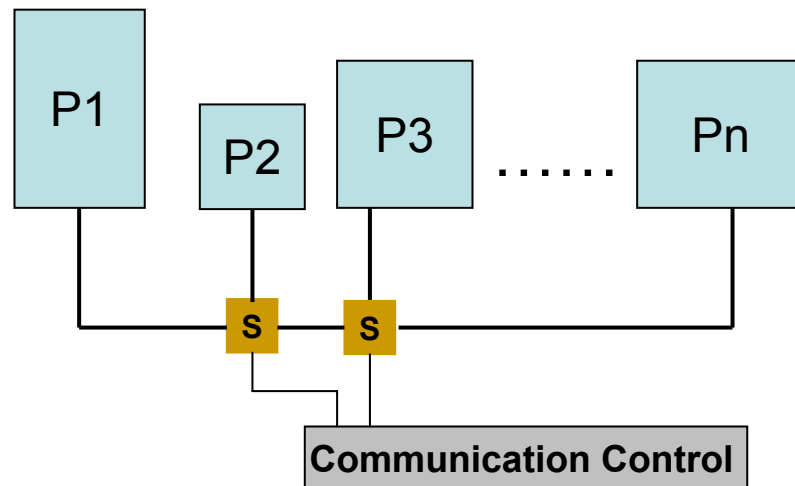 P1
P2
P3
......
Pn
S
S
Communication Control